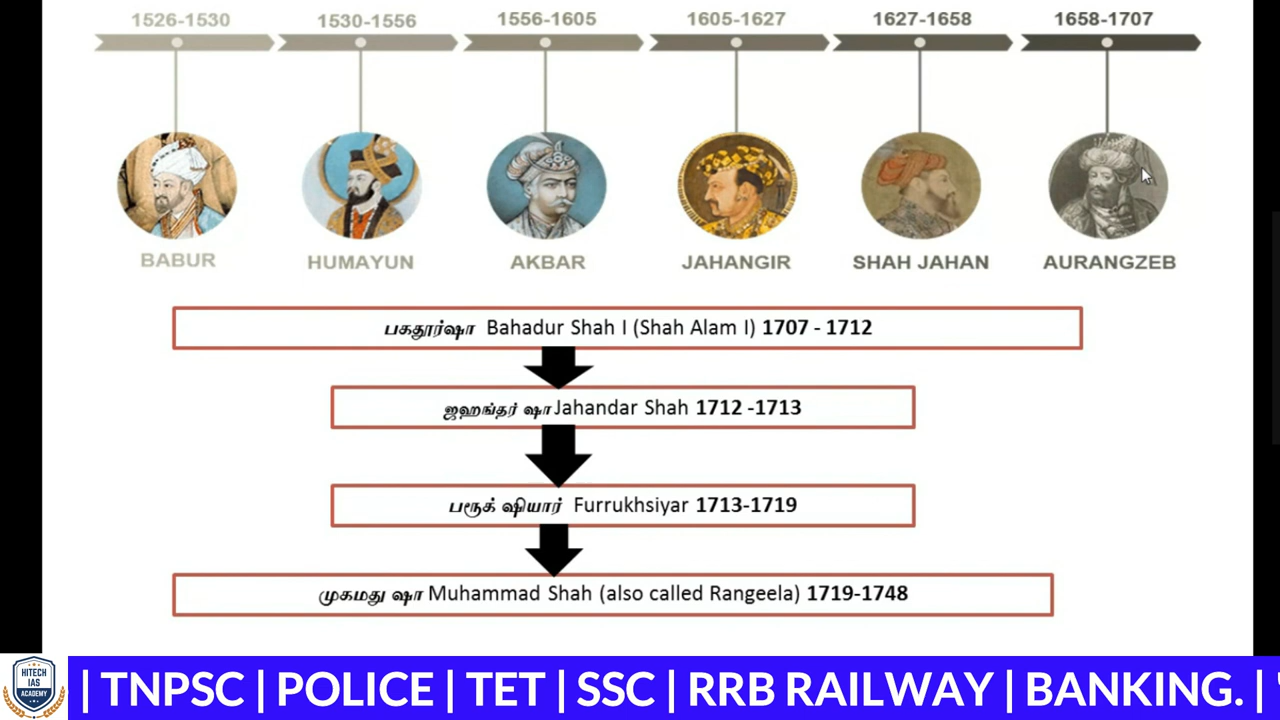 1526-1530 1530-1556 1556-1605 1605-1627 1627-1658 1658-1707
BABUR HUMAYUN AKBAR JAHANGIR SHAH JAHAN AURANGZEB
பகதூர்ஷா Bahadur Shah I (Shah Alam I) 1707 - 1712
ஜஹங்தர் ஷா Jahandar Shah 1712 -1713
பரூக் ஷியார் Furrukhsiyar 1713-1719
முகமது ஷா Muhammad Shah (also called Rangeela) 1719-1748
HITECH
IAS
ACADEMY
| TNPSC | POLICE | TET | SSC | RRB RAILWAY | BANKING. |